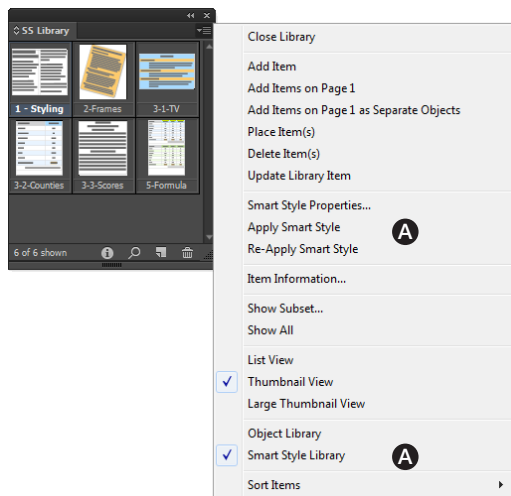 SS Library
1 - Styling
2-Frames
3-1-TV
3-2-Counties
3-3-Scores
5-Formula
6 of 6 shown
Close Library
Add Item
Add Items on Page 1
Add Items on Page 1 as Separate Objects
Place Item(s)
Delete Item(s)
Update Library Item
Smart Style Properties...
Apply Smart Style
A
Re-Apply Smart Style
Item Information...
Show Subset...
Show All
List View
Thumbnail View
Large Thumbnail View
Object Library
Smart Style Library
A
Sort Items